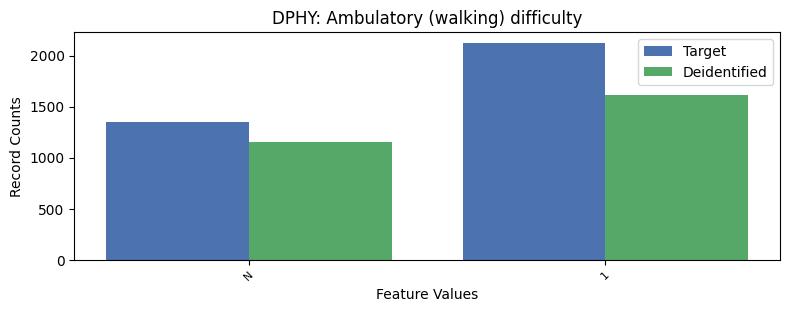 DPHY: Ambulatory (walking) difficulty
Target
Deidentified
Record Counts
2000
1500
1000
500
0
N
1
Feature Values